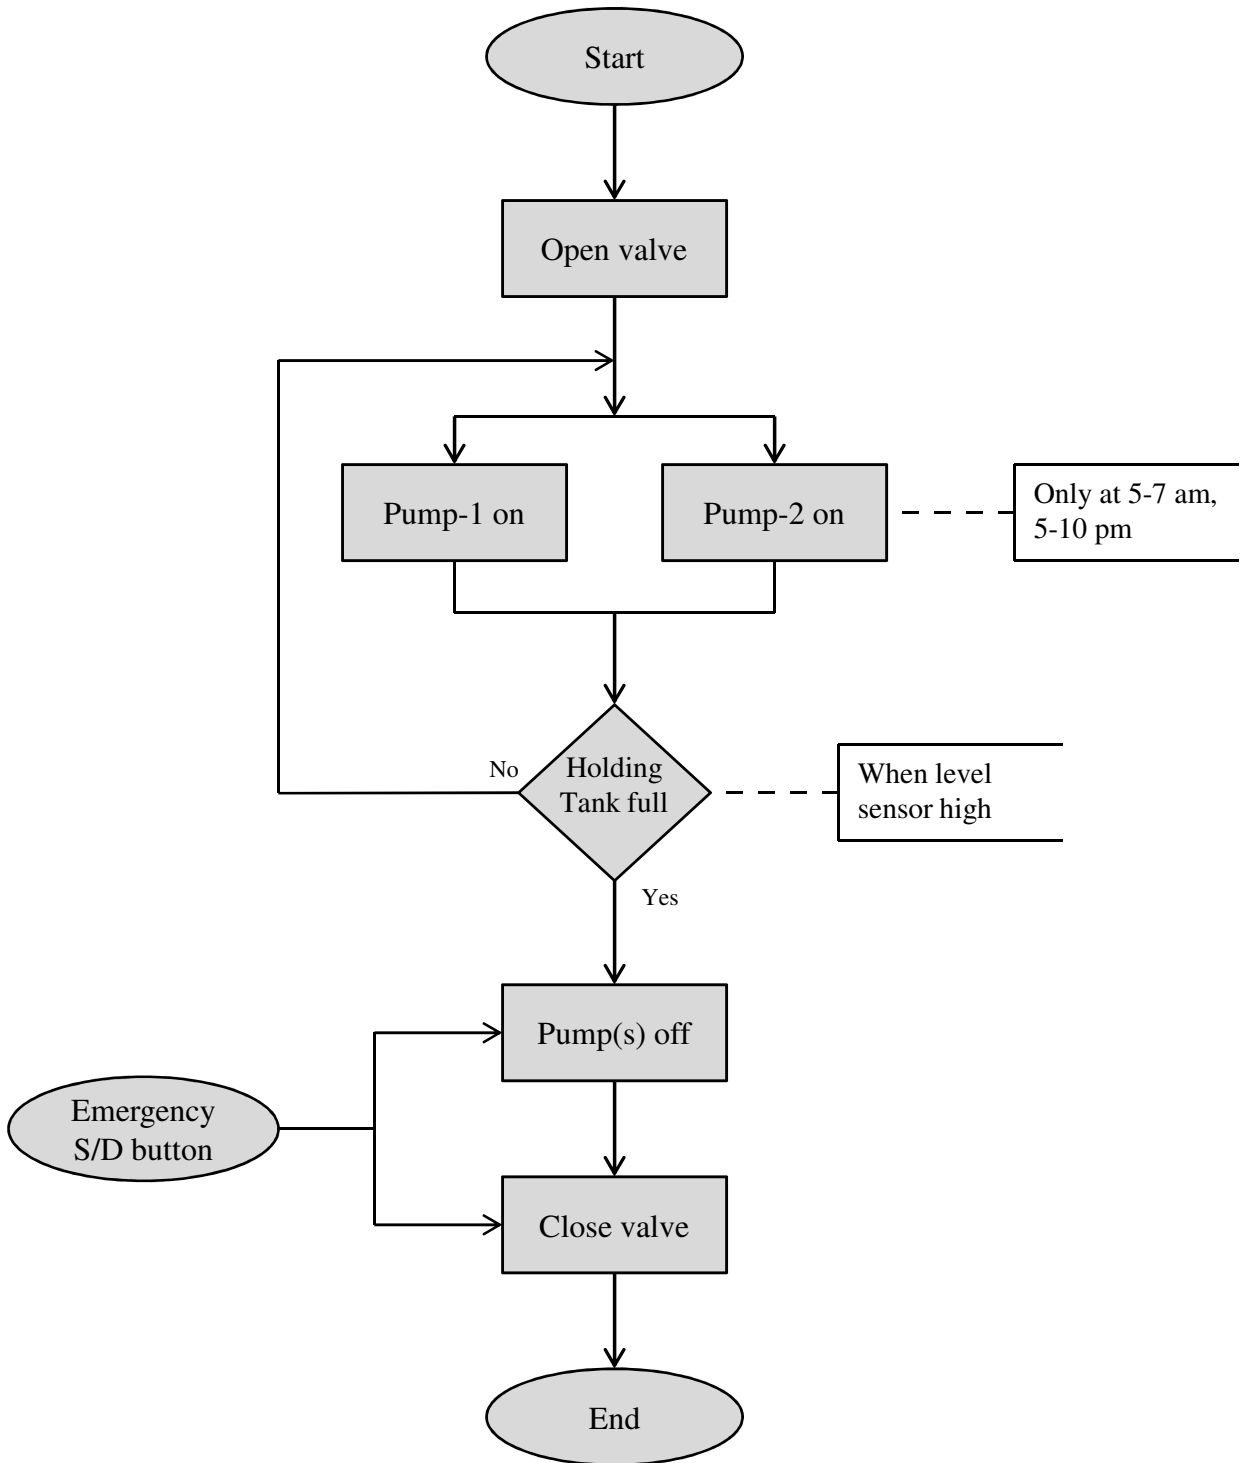 Start
Open valve
Pump-1 on
Pump-2 on
Only at 5-7 am,
5-10 pm
No
Holding
Tank full
When level
sensor high
Yes
Pump(s) off
Emergency
S/D button
Close valve
End